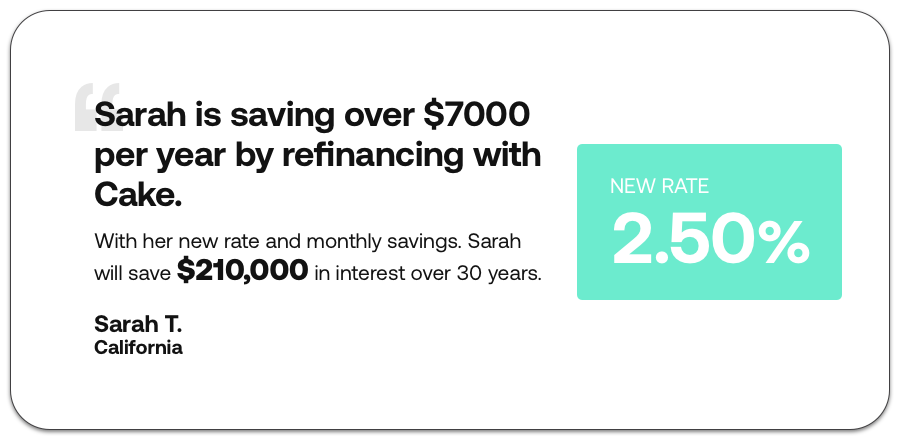 “
Sarah is saving over $7000
per year by refinancing with
Cake.
With her new rate and monthly savings. Sarah
will save $210,000 in interest over 30 years.
Sarah T.
California
NEW RATE
2.50%